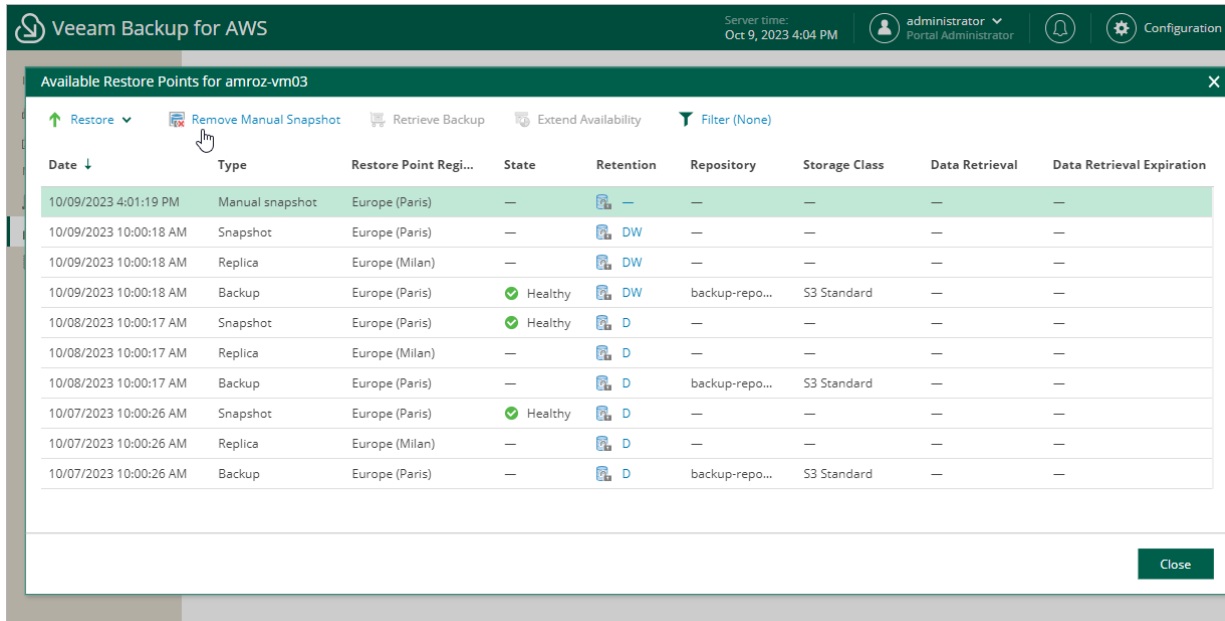 Veeam Backup for AWS
Server time:
Oct 9, 2023 4:04 PM
administrator
Portal Administrator
Configuration
Available Restore Points for amroz-vm03
Restore Remove Manual Snapshot Retrieve Backup Extend Availability Filter (None)
Date Type Restore Point Regi... State Retention Repository Storage Class Data Retrieval Data Retrieval Expiration
10/09/2023 4:01:19 PM Manual snapshot Europe (Paris) — — — — — —
10/09/2023 10:00:18 AM Snapshot Europe (Paris) — DW — — — —
10/09/2023 10:00:18 AM Replica Europe (Milan) — DW — — — —
10/09/2023 10:00:18 AM Backup Europe (Paris) Healthy DW backup-repo... S3 Standard — —
10/08/2023 10:00:17 AM Snapshot Europe (Paris) Healthy D — — — —
10/08/2023 10:00:17 AM Replica Europe (Milan) — D — — — —
10/08/2023 10:00:17 AM Backup Europe (Paris) — D backup-repo... S3 Standard — —
10/07/2023 10:00:26 AM Snapshot Europe (Paris) Healthy D — — — —
10/07/2023 10:00:26 AM Replica Europe (Milan) — D — — — —
10/07/2023 10:00:26 AM Backup Europe (Paris) — D backup-repo... S3 Standard — —
Close